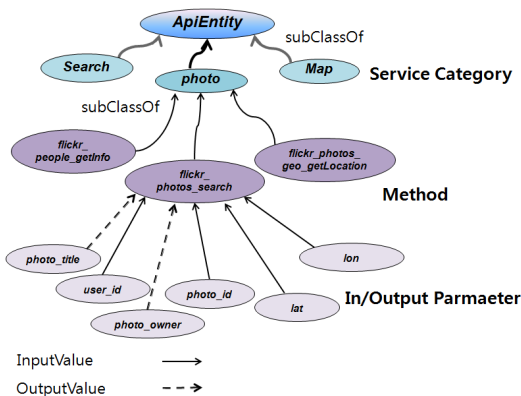 ApiEntity
subClassOf
Search
Map
photo
Service Category
subClassOf
flickr_
people_getInfo
flickr_photos_
geo_getLocation
flickr_
photos_search
Method
photo_title
lon
user_id
photo_id
lat
In/Output Parmaeter
photo_owner
InputValue
OutputValue